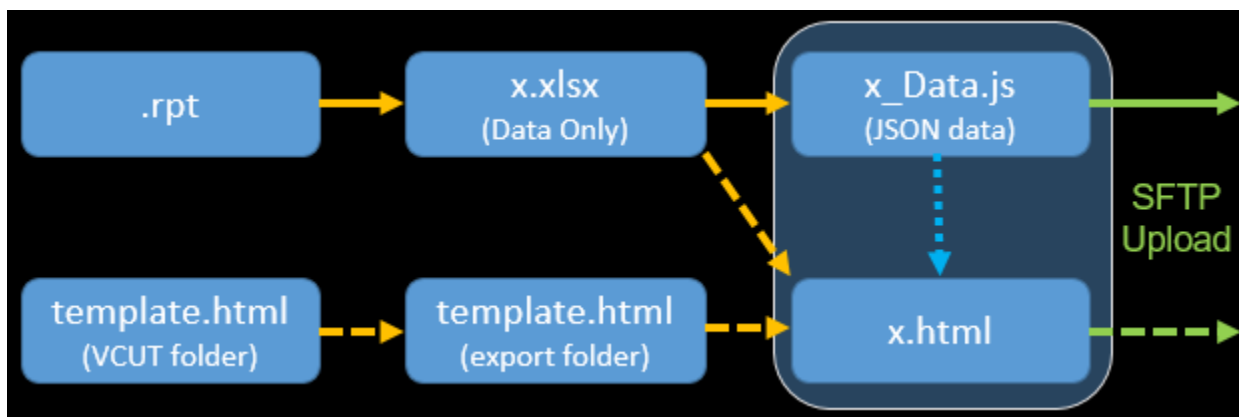 .rpt
x.xlsx
(Data Only)
x_Data.js
(JSON data)
SFTP
Upload
template.html
(VCUT folder)
template.html
(export folder)
x.html